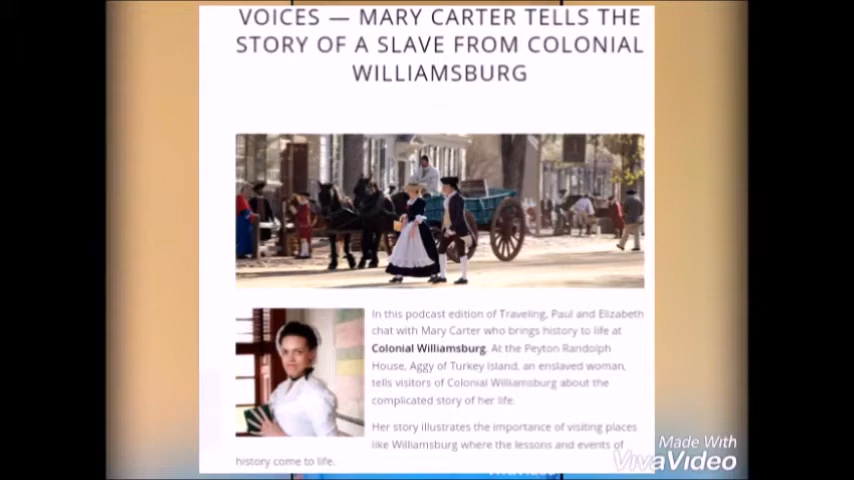 VOICES — MARY CARTER TELLS THE
STORY OF A SLAVE FROM COLONIAL
WILLIAMSBURG
In this podcast edition of Traveling, Paul and Elizabeth
chat with Mary Carter who brings history to life at
Colonial Williamsburg. At the Peyton Randolph
House, Aggy of Turkey Island, an enslaved woman,
tells visitors of Colonial Williamsburg about the
complicated story of her life.
Her story illustrates the importance of visiting places
like Williamsburg where the lessons and events of
history come to life.
Made With
VivaVideo